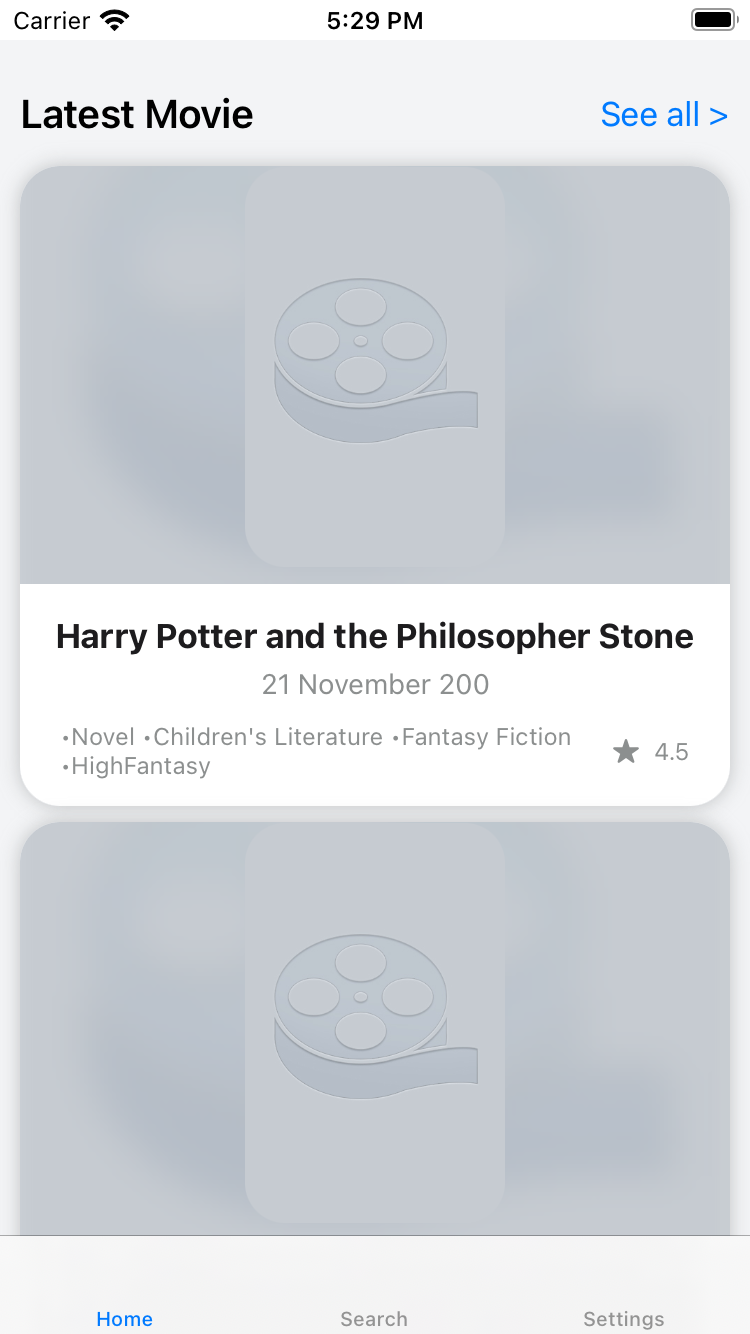 Carrier 5:29 PM
Latest Movie See all >
Harry Potter and the Philosopher Stone
21 November 200
•Novel •Children's Literature •Fantasy Fiction
•HighFantasy
★ 4.5
Home Search Settings